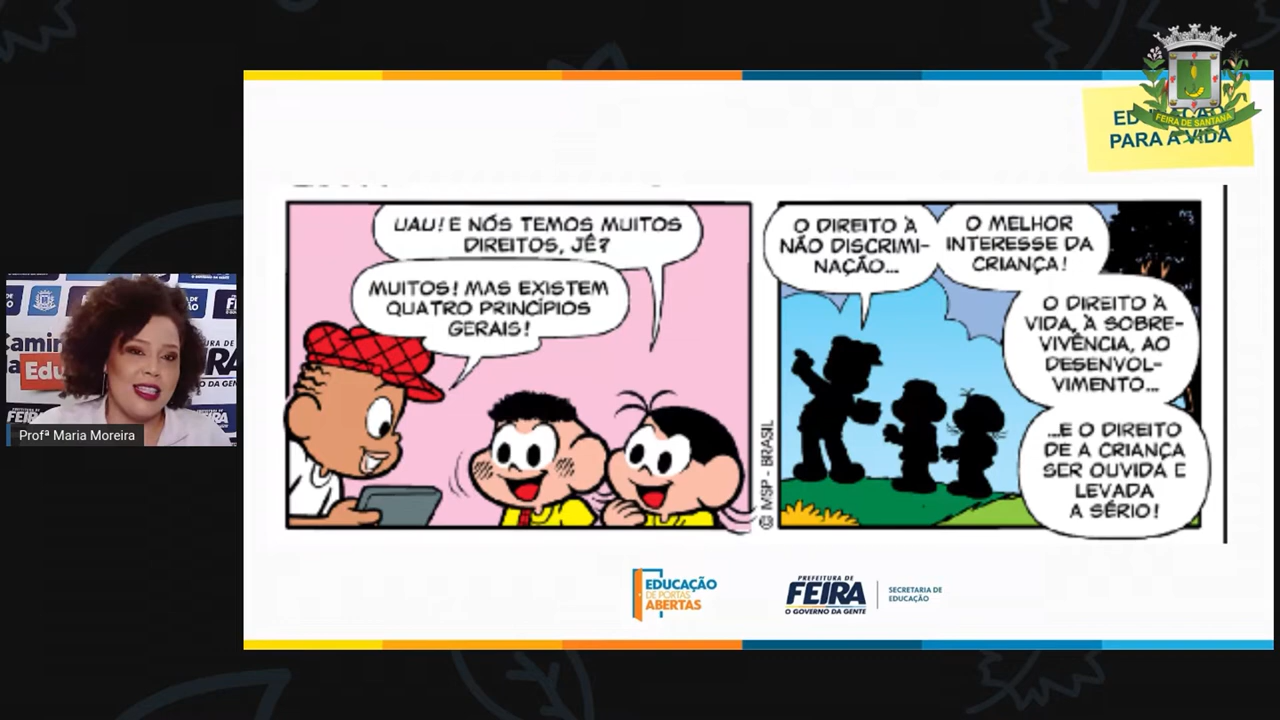 FEIRA DE SANTANA
EDUCAÇÃO
PARA A VIDA
UAU! E NÓS TEMOS MUITOS
DIREITOS, JÊ?
MUITOS! MAS EXISTEM
QUATRO PRINCÍPIOS
GERAIS!
O DIREITO À
NÃO DISCRIMI-
NAÇÃO...
O MELHOR
INTERESSE DA
CRIANÇA!
O DIREITO À
VIDA, À SOBRE-
VIVÊNCIA, AO
DESENVOL-
VIMENTO...
...E O DIREITO
DE A CRIANÇA
SER OUVIDA E
LEVADA
A SÉRIO!
© MSP - BRASIL
Profª Maria Moreira
EDUCAÇÃO
DE PORTAS
ABERTAS
PREFEITURA DE
FEIRA
O GOVERNO DA GENTE
SECRETARIA DE
EDUCAÇÃO